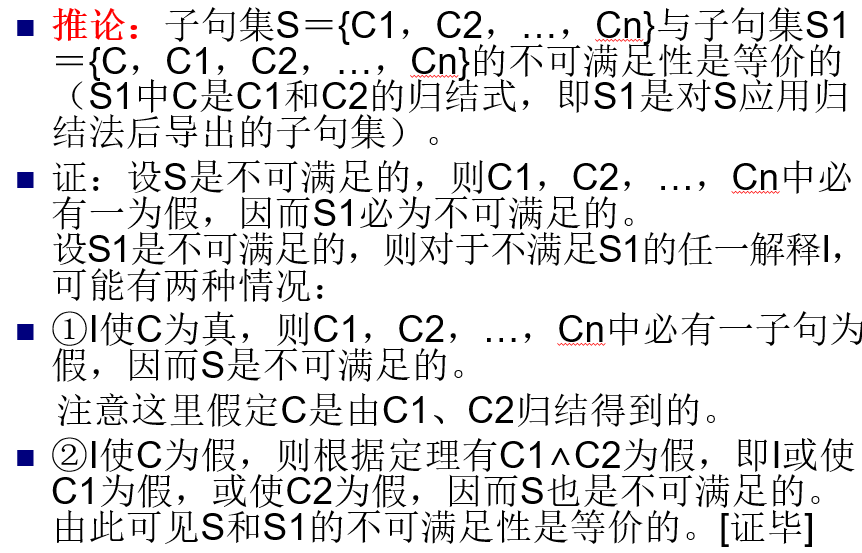 推论：子句集S＝{C1，C2，…，Cn}与子句集S1
＝{C，C1，C2，…，Cn}的不可满足性是等价的
（S1中C是C1和C2的归结式，即S1是对S应用归
结法后导出的子句集）。
证：设S是不可满足的，则C1，C2，…，Cn中必
有一为假，因而S1必为不可满足的。
设S1是不可满足的，则对于不满足S1的任一解释I，
可能有两种情况：
①I使C为真，则C1，C2，…，Cn中必有一子句为
假，因而S是不可满足的。
注意这里假定C是由C1、C2归结得到的。
②I使C为假，则根据定理有C1∧C2为假，即I或使
C1为假，或使C2为假，因而S也是不可满足的。
由此可见S和S1的不可满足性是等价的。[证毕]